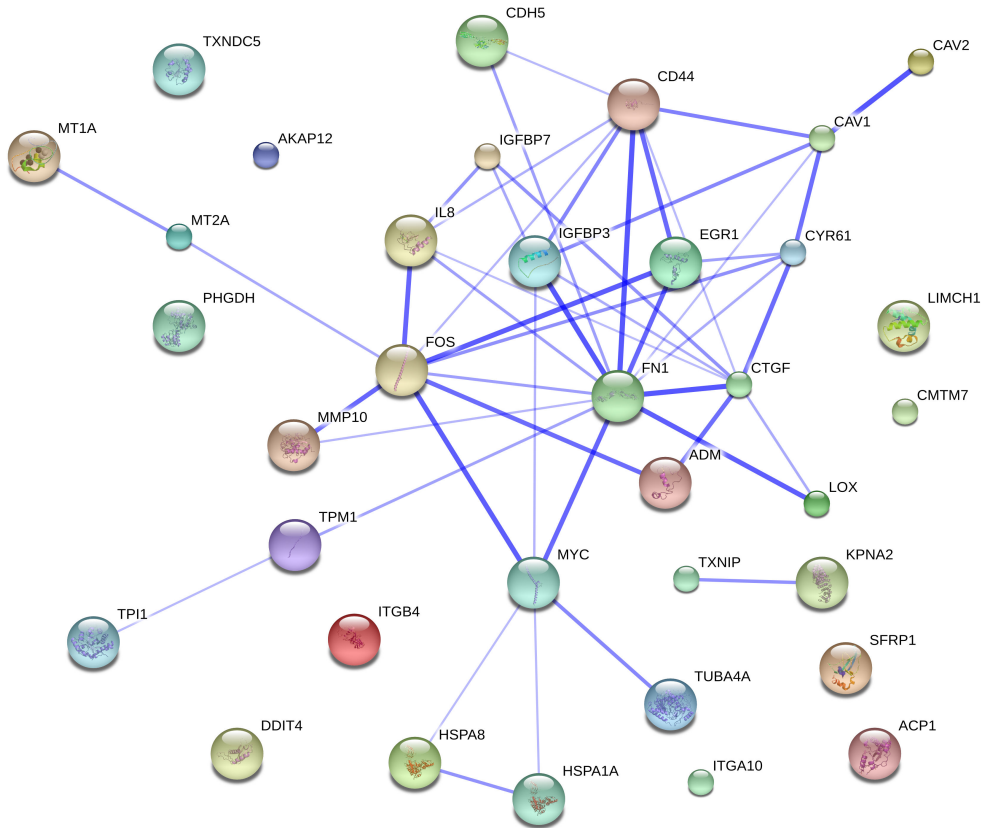 CDH5
TXNDC5
CAV2
CD44
CAV1
MT1A
AKAP12
IGFBP7
IL8
MT2A
IGFBP3
EGR1
CYR61
PHGDH
LIMCH1
FOS
FN1
CTGF
CMTM7
MMP10
ADM
LOX
TPM1
MYC
TXNIP
KPNA2
TPI1
ITGB4
SFRP1
TUBA4A
DDIT4
HSPA8
ACP1
HSPA1A
ITGA10